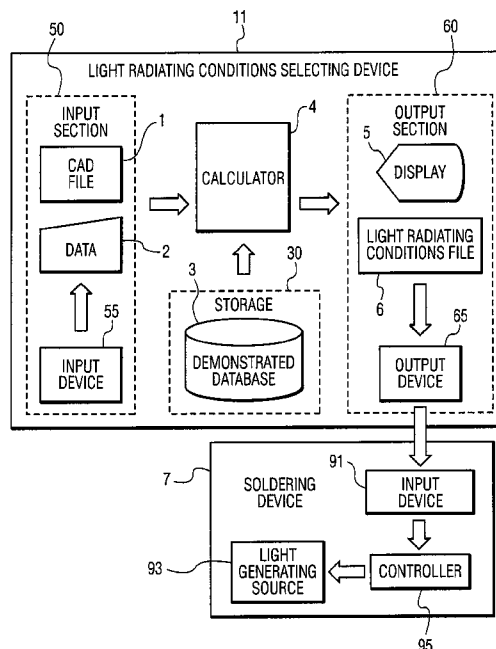 11
50
60
LIGHT RADIATING CONDITIONS SELECTING DEVICE
INPUT
SECTION
1
CAD
FILE
DATA
2
55
INPUT
DEVICE
4
CALCULATOR
30
3
STORAGE
DEMONSTRATED
DATABASE
OUTPUT
SECTION
5
DISPLAY
LIGHT RADIATING
CONDITIONS FILE
6
65
OUTPUT
DEVICE
7
SOLDERING
DEVICE
91
INPUT
DEVICE
93
LIGHT
GENERATING
SOURCE
CONTROLLER
95